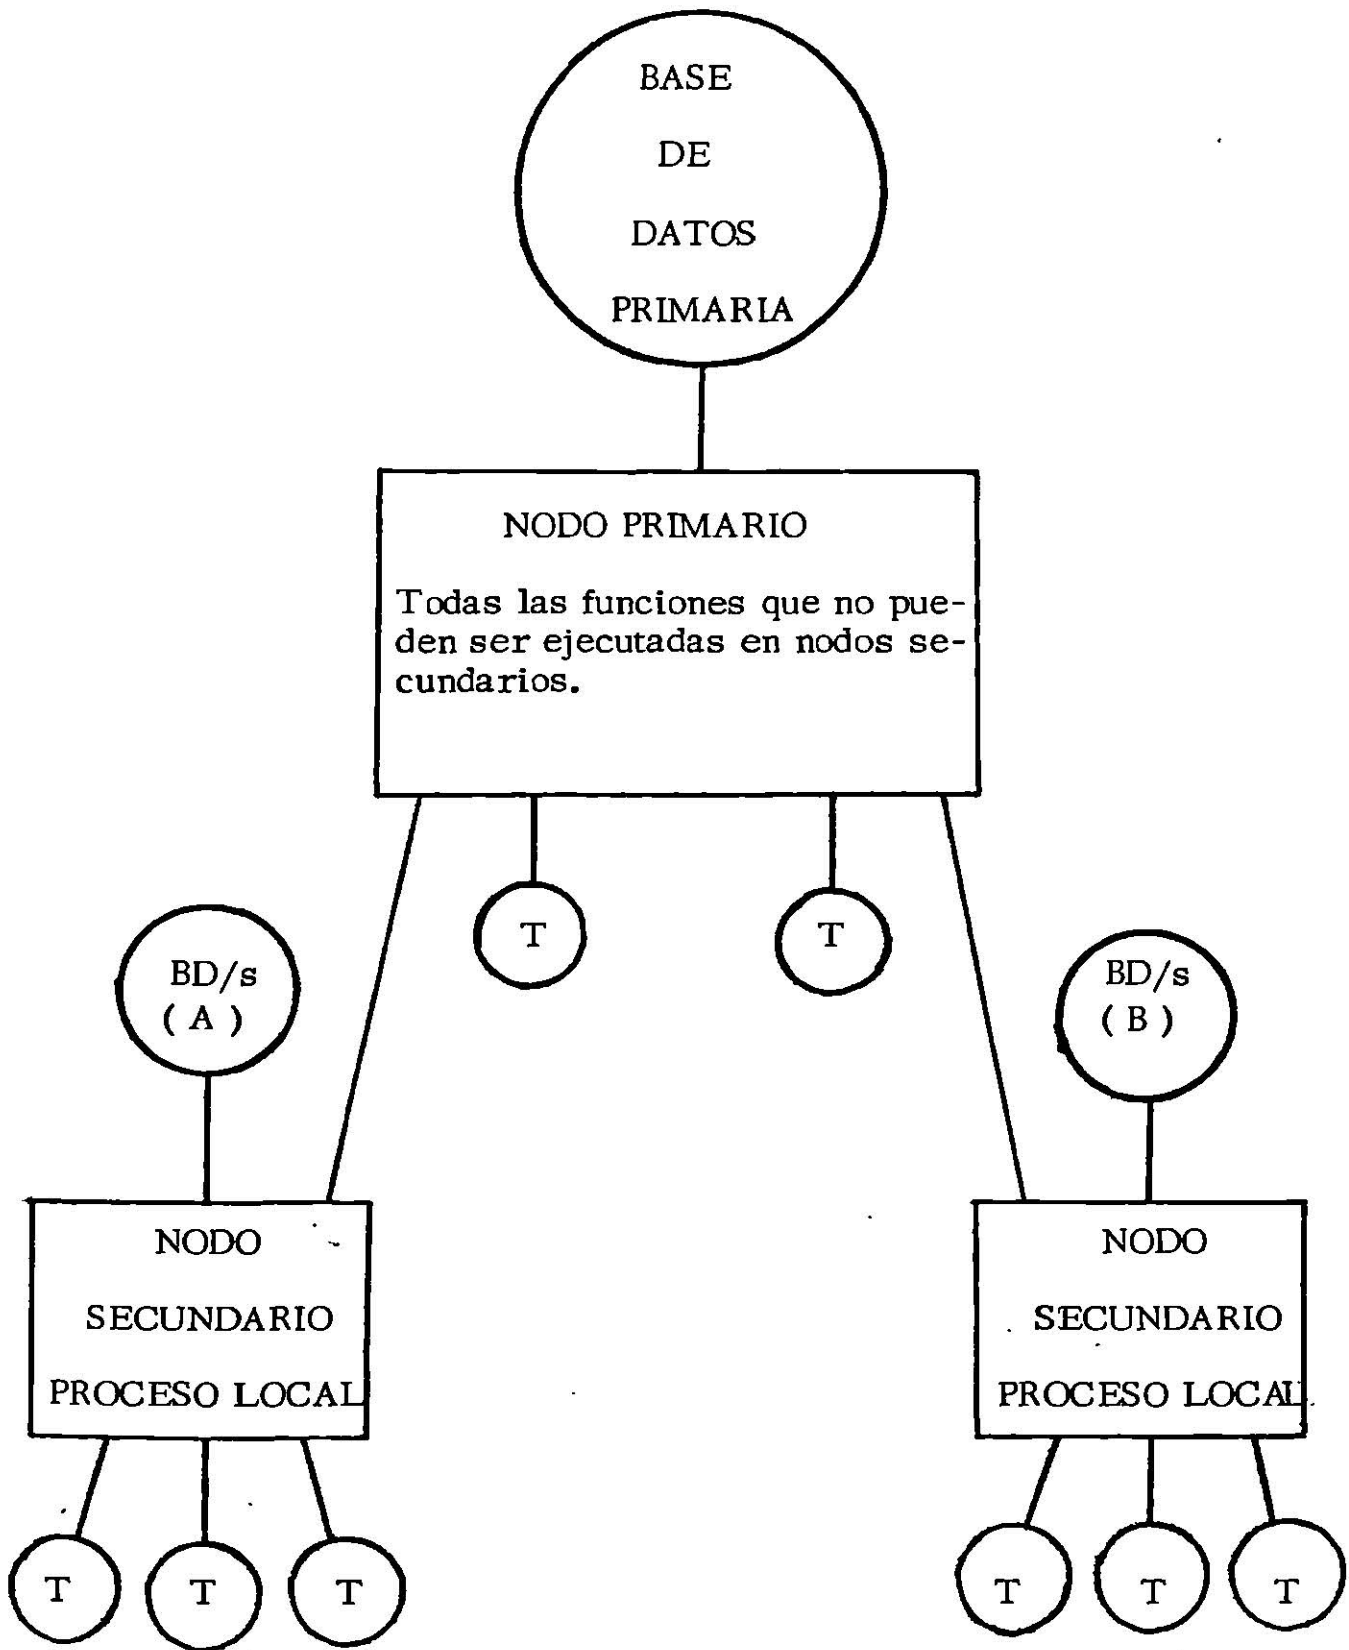 BASE
DE
DATOS
PRIMARIA
NODO PRIMARIO
Todas las funciones que no pue-
den ser ejecutadas en nodos se-
cundarios.
T
T
BD/s
( A )
BD/s
( B )
NODO
SECUNDARIO
PROCESO LOCAL
NODO
SECUNDARIO
PROCESO LOCAL
T
T
T
T
T
T